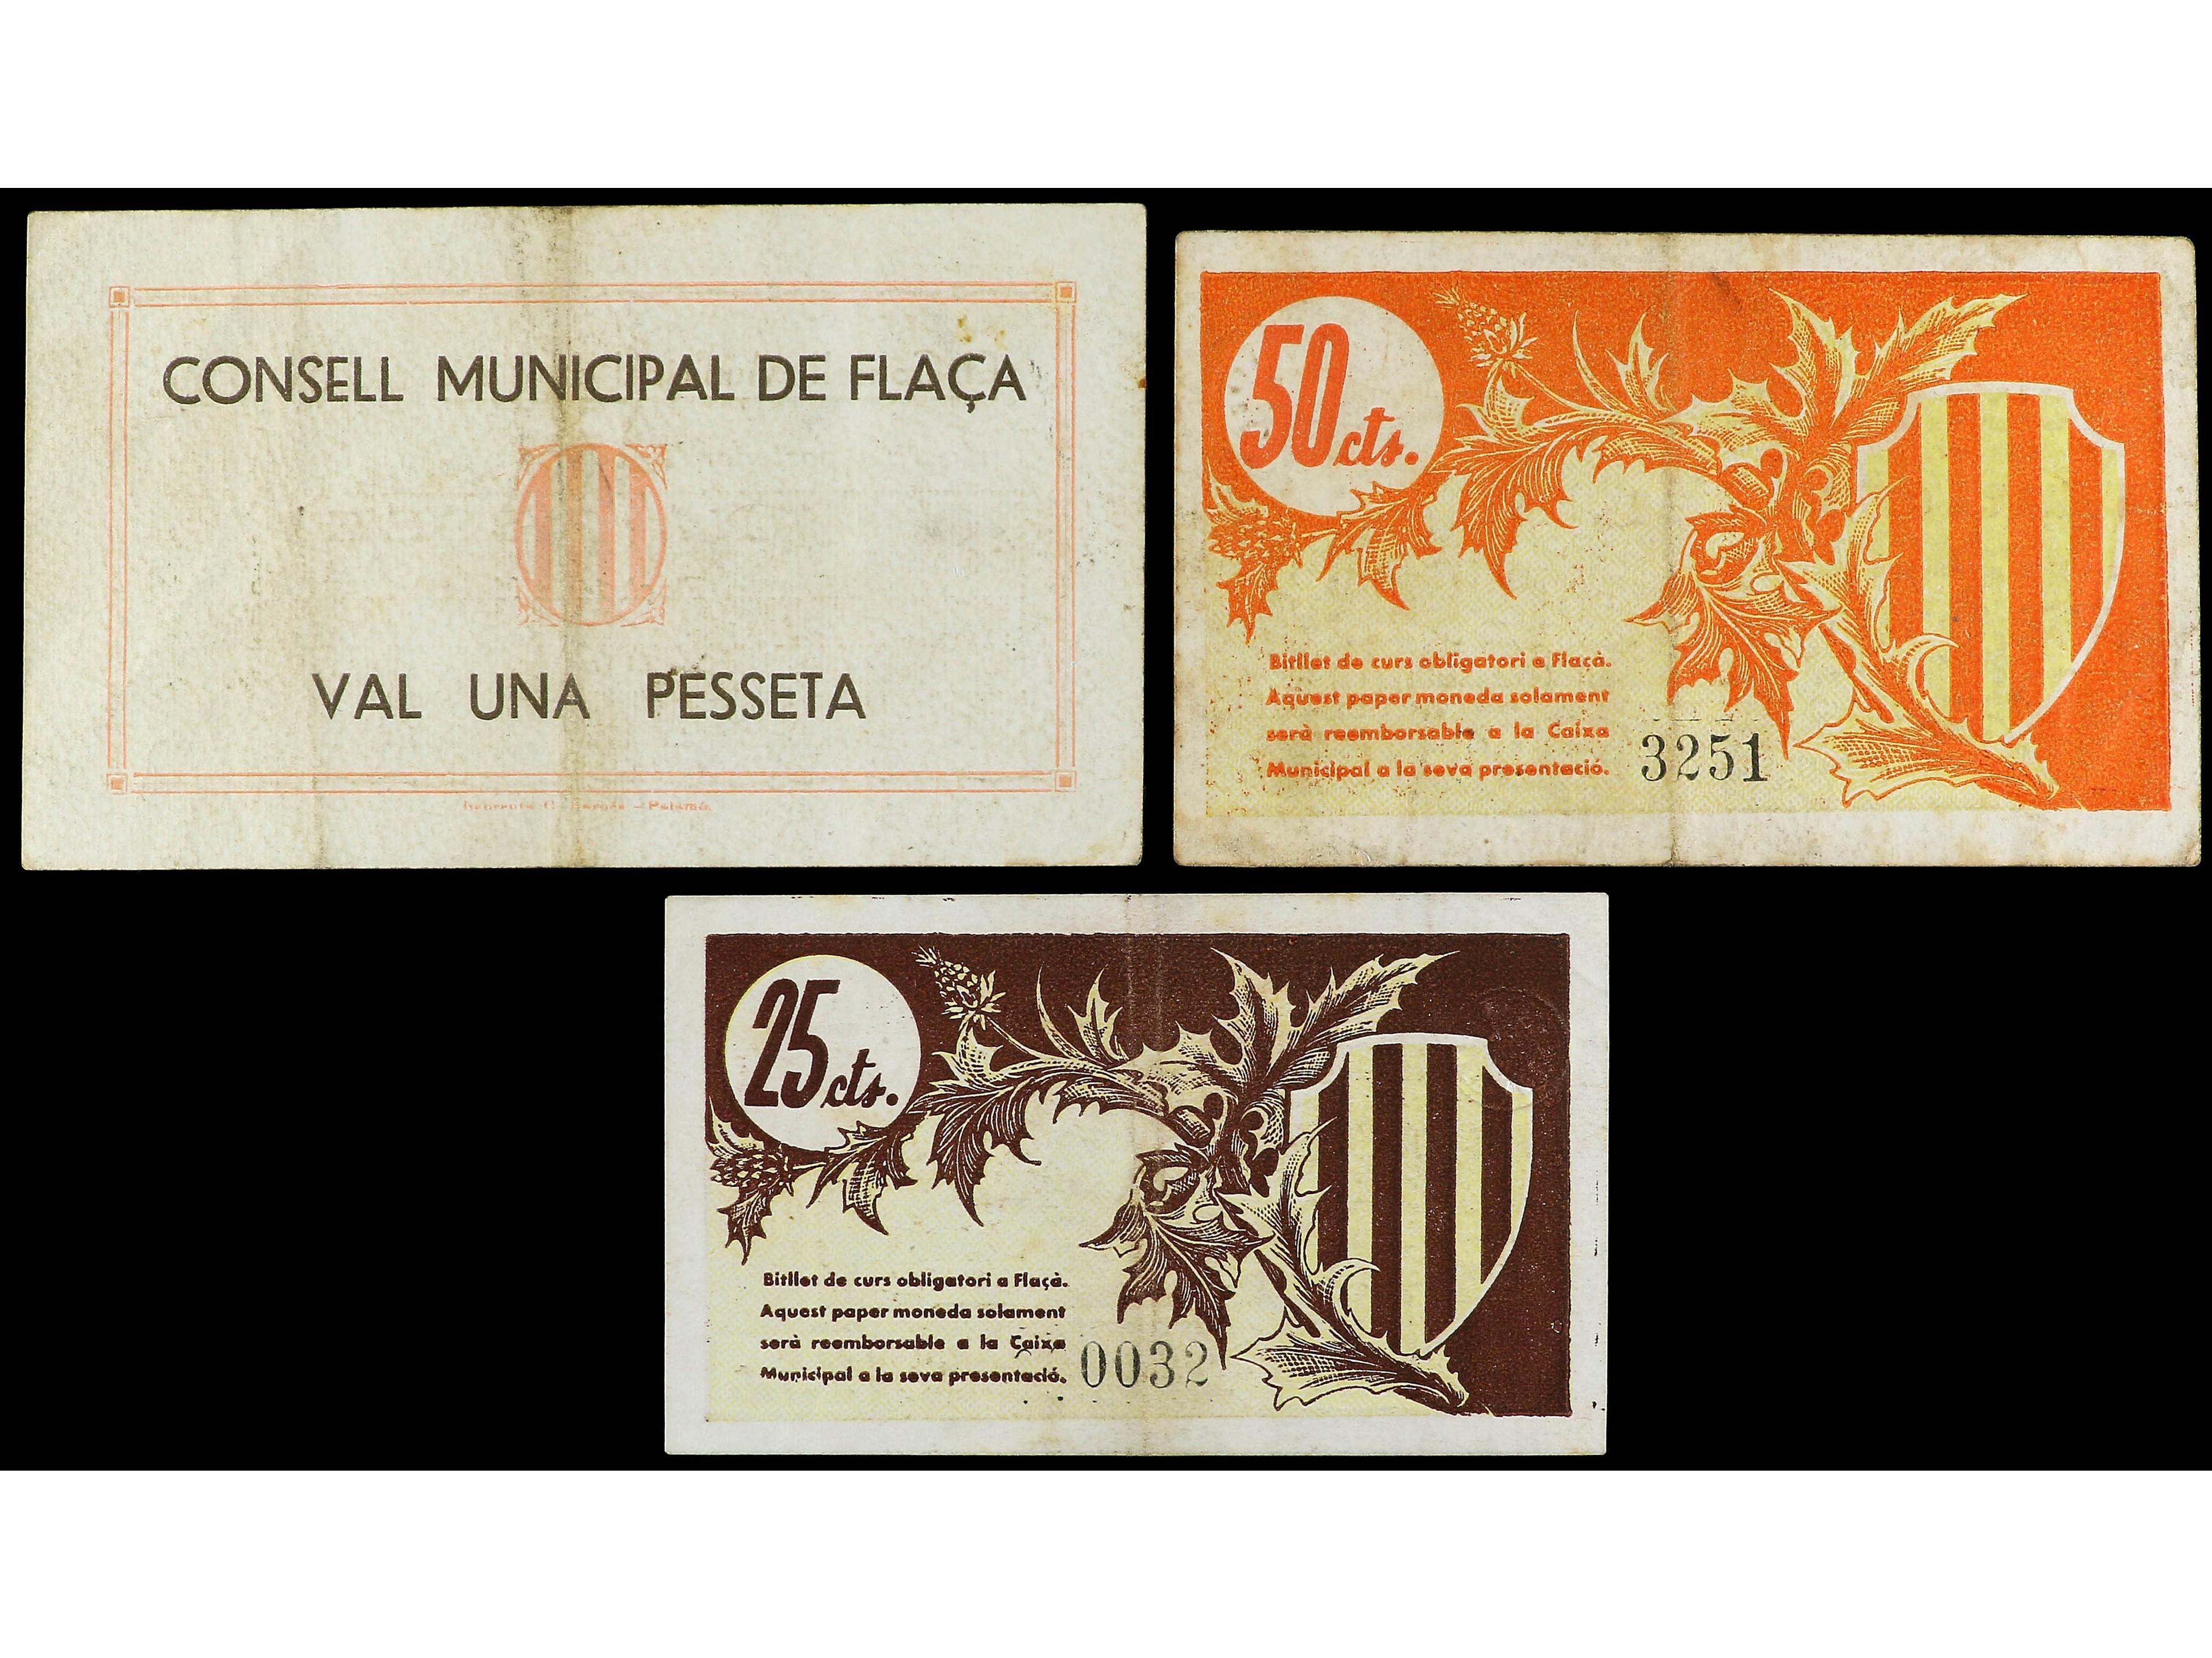 CONSELL MUNICIPAL DE FLAÇA
VAL UNA PESSETA
50 cts.
Bitllet de curs obligatori a Flaçà.
Aquest paper moneda solament
serà reemborsable a la Caixa
Municipal a la seva presentació.
3251
25 cts.
Bitllet de curs obligatori a Flaçà.
Aquest paper moneda solament
serà reemborsable a la Caixa
Municipal a la seva presentació.
0032